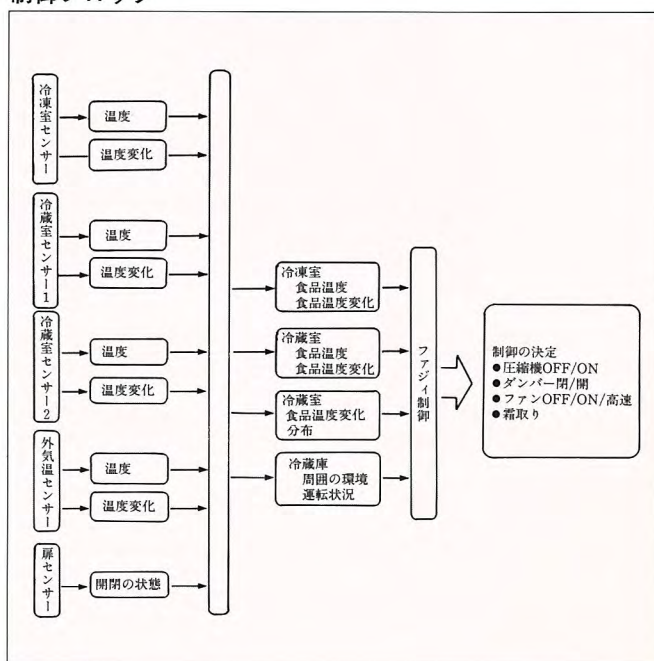 冷凍室センサー
温度
温度変化
冷蔵室センサー1
温度
温度変化
冷蔵室センサー2
温度
温度変化
外気温センサー
温度
温度変化
扉センサー
開閉の状態
冷凍室
食品温度
食品温度変化
冷蔵室
食品温度
食品温度変化
冷蔵室
食品温度変化
分布
冷蔵庫
周囲の環境
運転状況
ファジィ制御
制御の決定
●圧縮機OFF/ON
●ダンパー閉/開
●ファンOFF/ON/高速
●霜取り